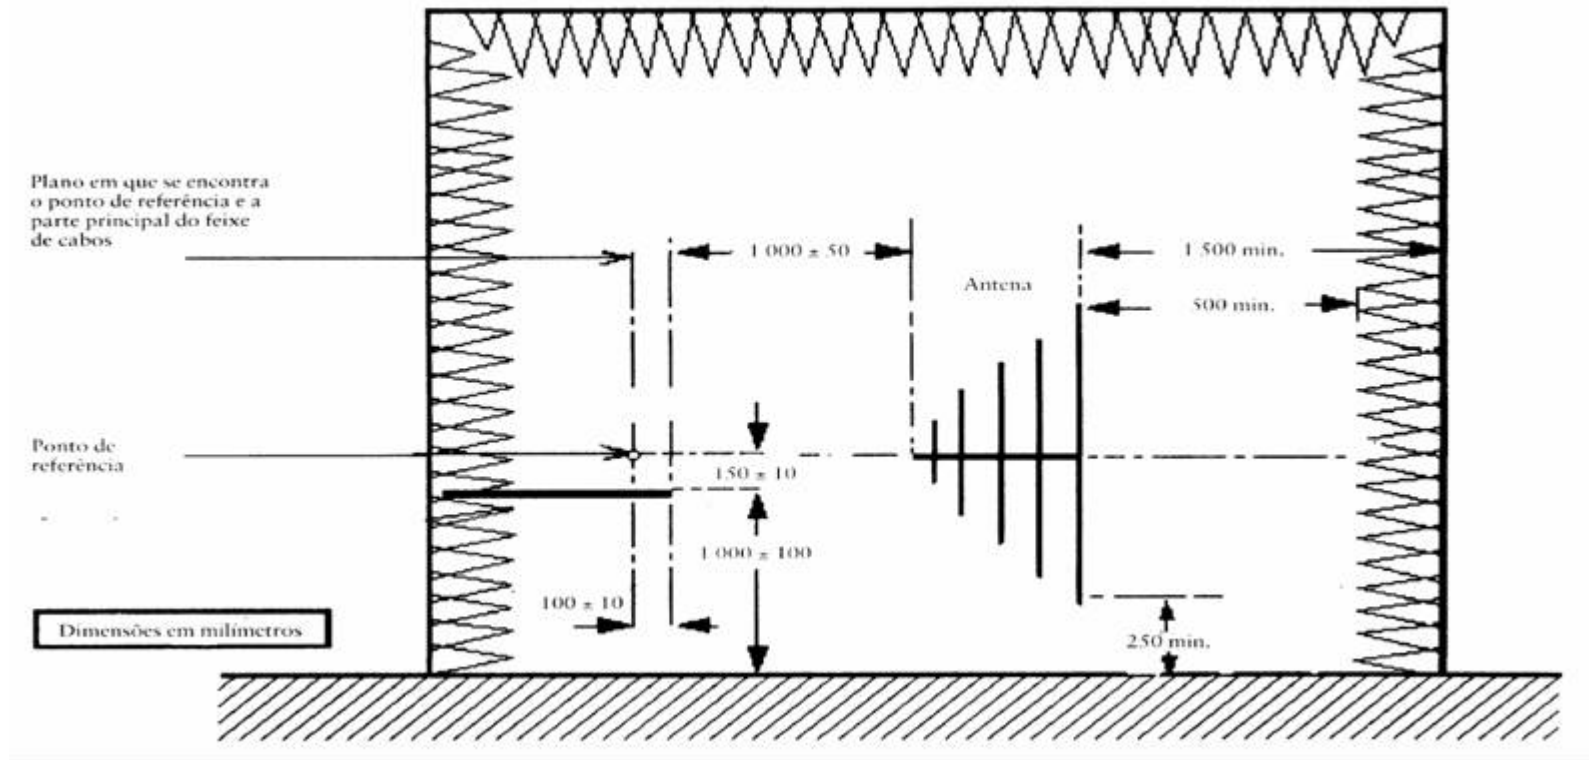 Plano em que se encontra
o ponto de referência e a
parte principal do feixe
de cabos
1 000 ± 50
1 500 min.
Antena
500 min.
Ponto de
referência
150 ± 10
1 000 ± 100
100 ± 10
Dimensões em milímetros
250 min.